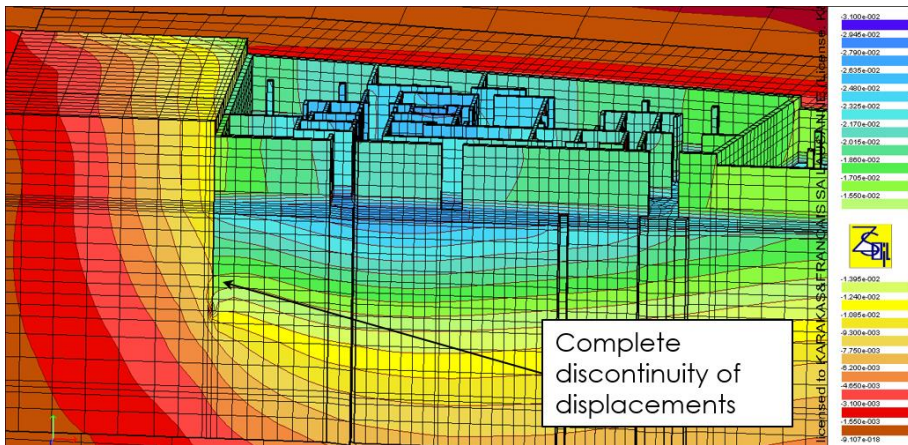 Complete
discontinuity of
displacements
Licensed to KARAKAS&FRANCAIS SA LAUSANNE / License
-3.100e-002
-2.945e-002
-2.790e-002
-2.635e-002
-2.480e-002
-2.325e-002
-2.170e-002
-2.015e-002
-1.860e-002
-1.705e-002
-1.550e-002
-1.395e-002
-1.240e-002
-1.085e-002
-9.300e-003
-7.750e-003
-6.200e-003
-4.650e-003
-3.100e-003
-1.550e-003
-9.107e-018